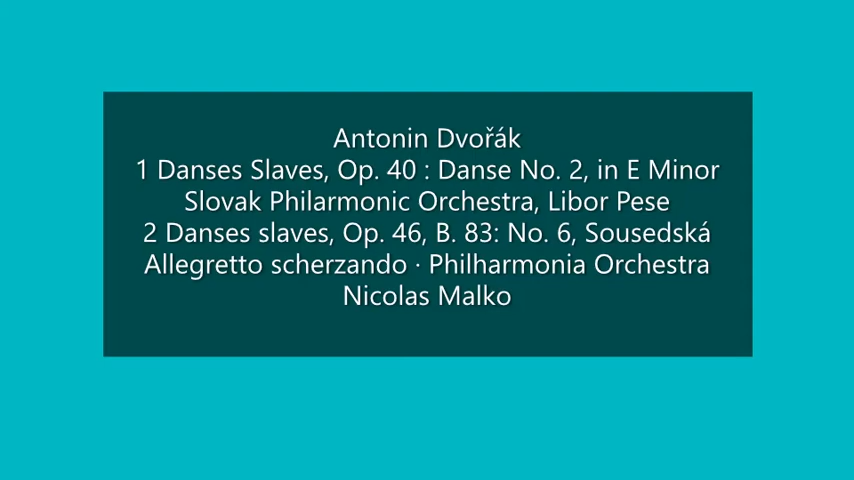 Antonin Dvořák
1 Danses Slaves, Op. 40 : Danse No. 2, in E Minor
Slovak Philarmonic Orchestra, Libor Pese
2 Danses slaves, Op. 46, B. 83: No. 6, Sousedská
Allegretto scherzando · Philharmonia Orchestra
Nicolas Malko